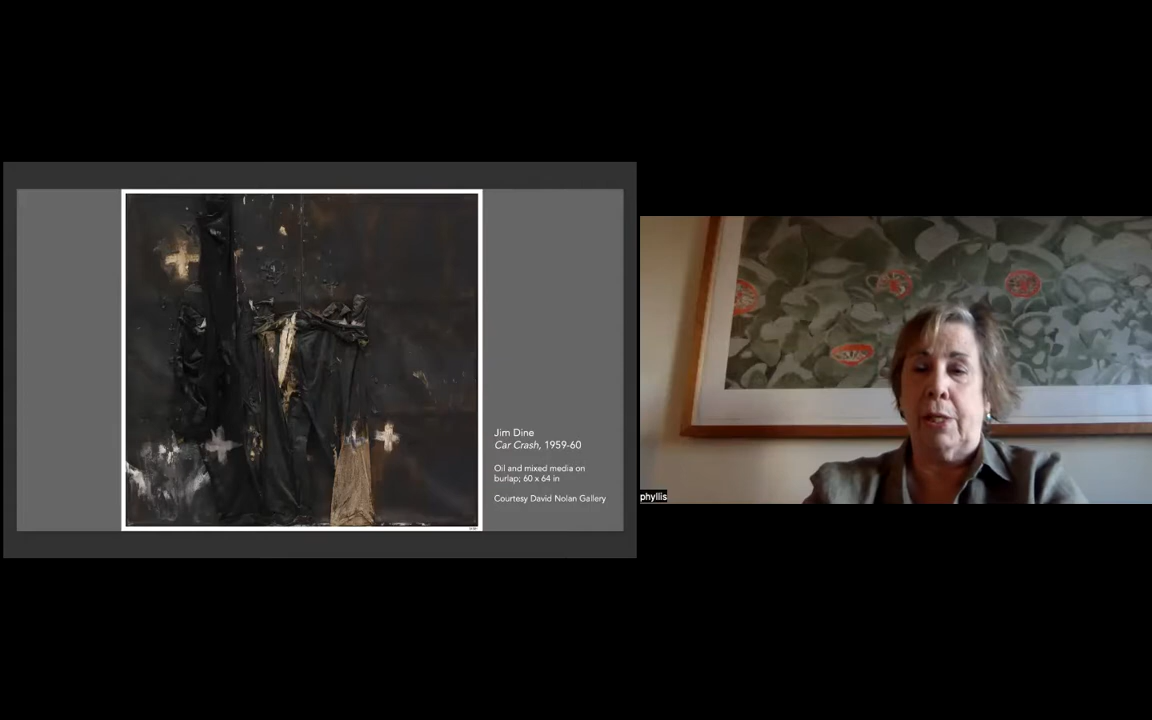 Jim Dine
Car Crash, 1959-60
Oil and mixed media on
burlap; 60 x 64 in
Courtesy David Nolan Gallery
phyllis